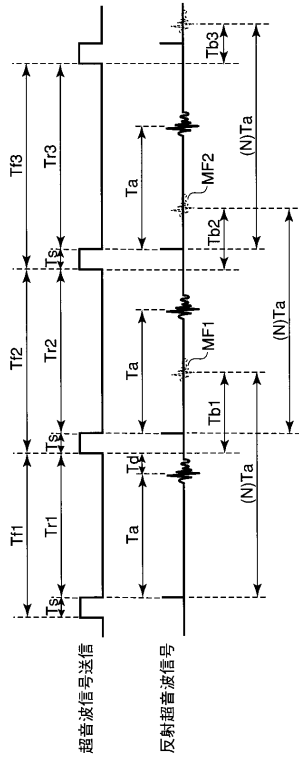 Tf1 Tf2 Tf3
Ts Tr1 Ts Tr2 Ts Tr3
超音波信号送信
Ta Td Ta Ta
反射超音波信号
MF1 MF2
Tb1 Tb2 Tb3
(N)Ta (N)Ta
(N)Ta